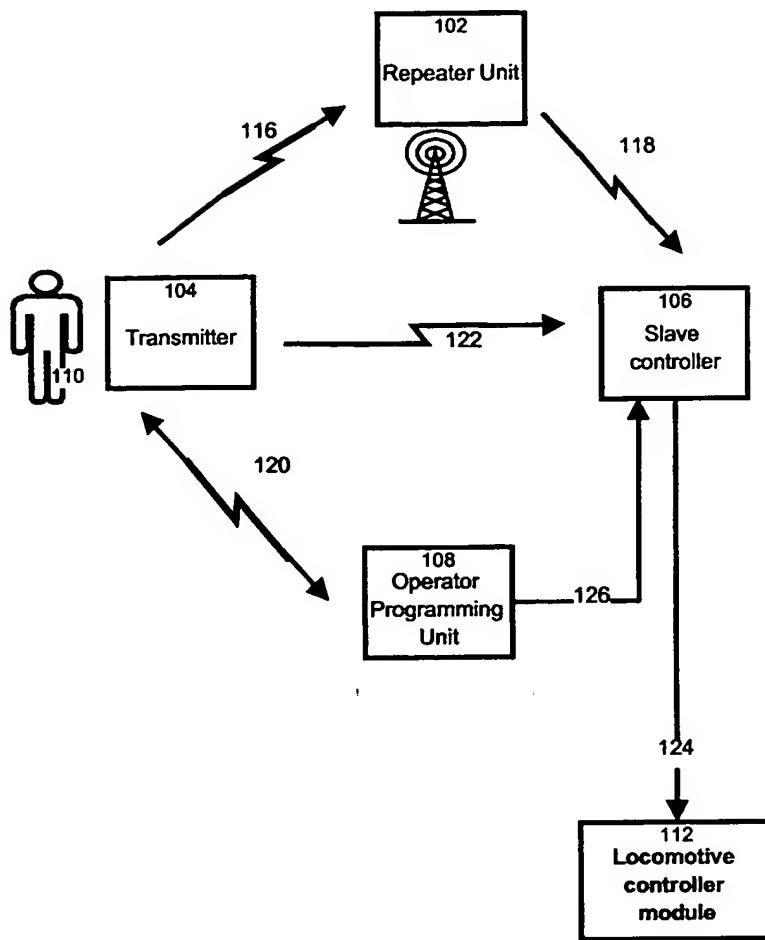 102
Repeater Unit
116
118
104
Transmitter
110
122
106
Slave
controller
120
108
Operator
Programming
Unit
126
124
112
Locomotive
controller
module